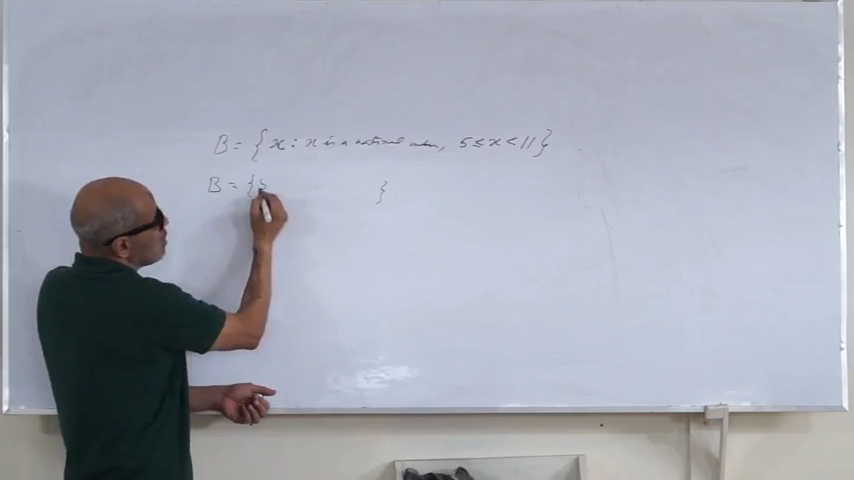 B = { x : x is a natural number, 5 ≤ x < 11 }
B = { 5 }